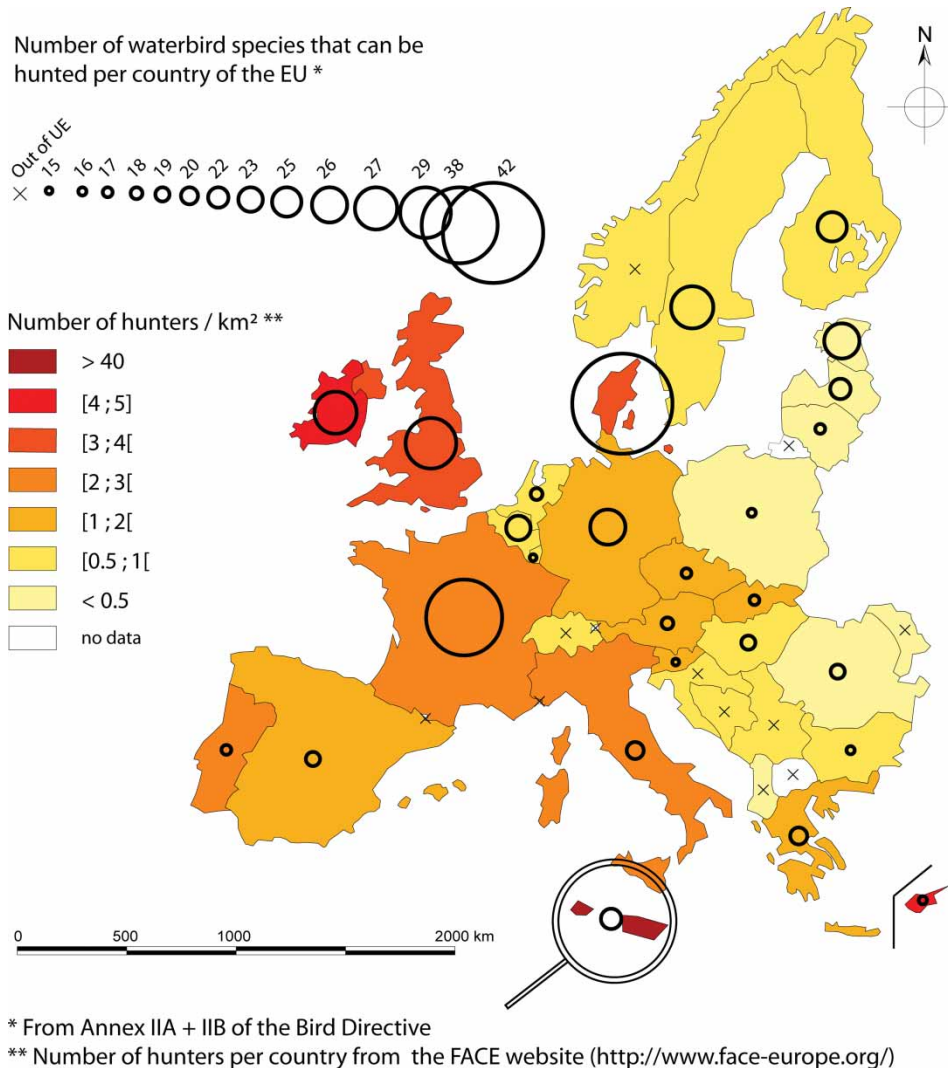 Number of waterbird species that can be
hunted per country of the EU *
N
Out of UE
15
16
17
18
19
20
22
23
25
26
27
29
38
42
Number of hunters / km² **
> 40
[4 ; 5]
[3 ; 4[
[2 ; 3[
[1 ; 2[
[0.5 ; 1[
< 0.5
no data
0 500 1000 2000 km
* From Annex IIA + IIB of the Bird Directive
** Number of hunters per country from the FACE website (http://www.face-europe.org/)